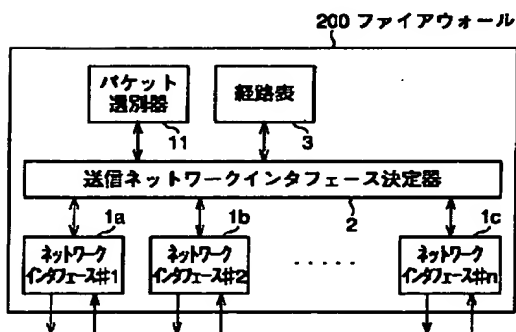 200 ファイアウォール
パケット
選別器
11
経路表
3
送信ネットワークインタフェース決定器
2
1a
ネットワーク
インタフェース#1
1b
ネットワーク
インタフェース#2
.....
1c
ネットワーク
インタフェース#n